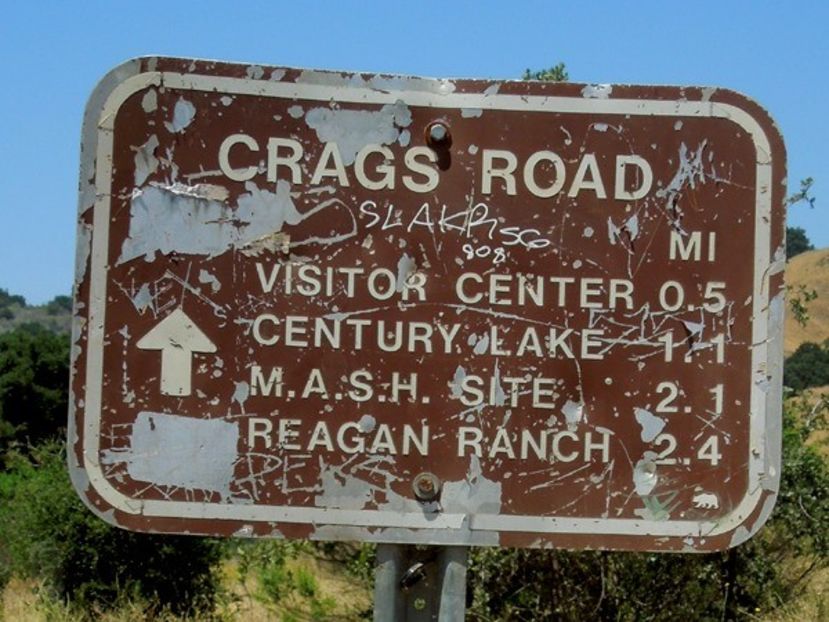 CRAGS ROAD
MI
VISITOR CENTER 0.5
CENTURY LAKE 1.1
M.A.S.H. SITE 2.1
REAGAN RANCH 2.4